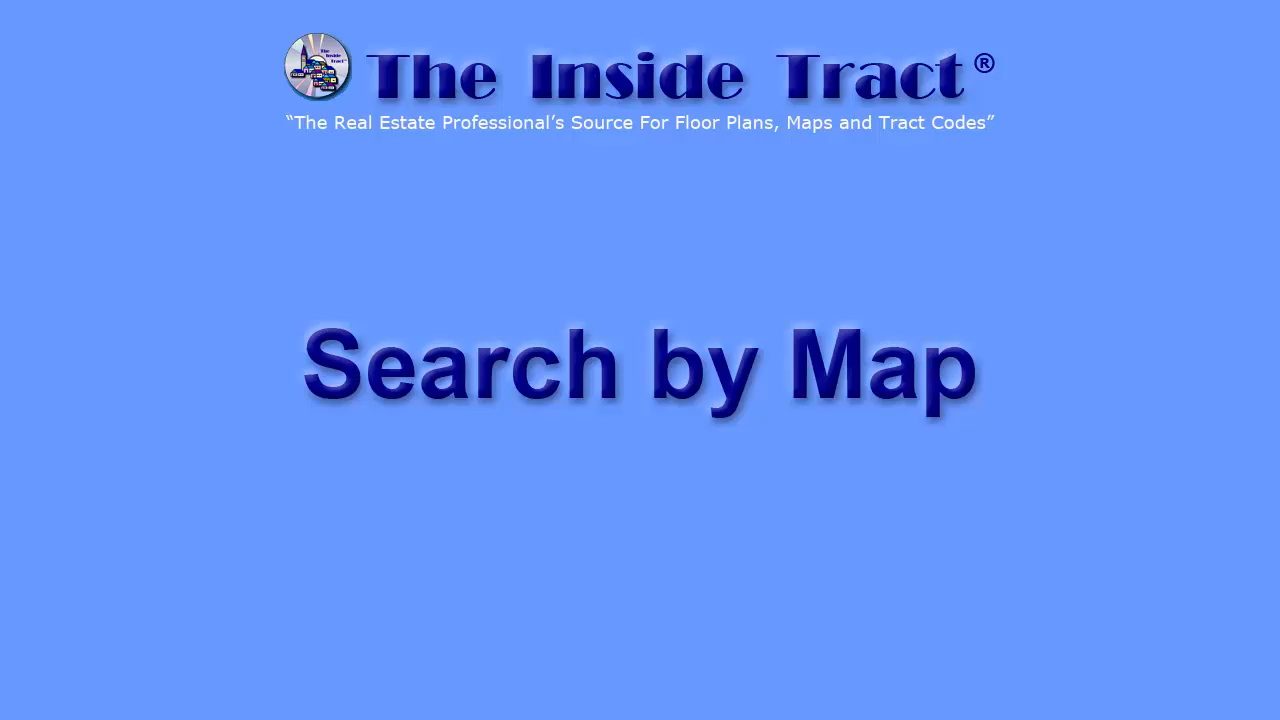 The Inside Tract®
“The Real Estate Professional’s Source For Floor Plans, Maps and Tract Codes”
Search by Map